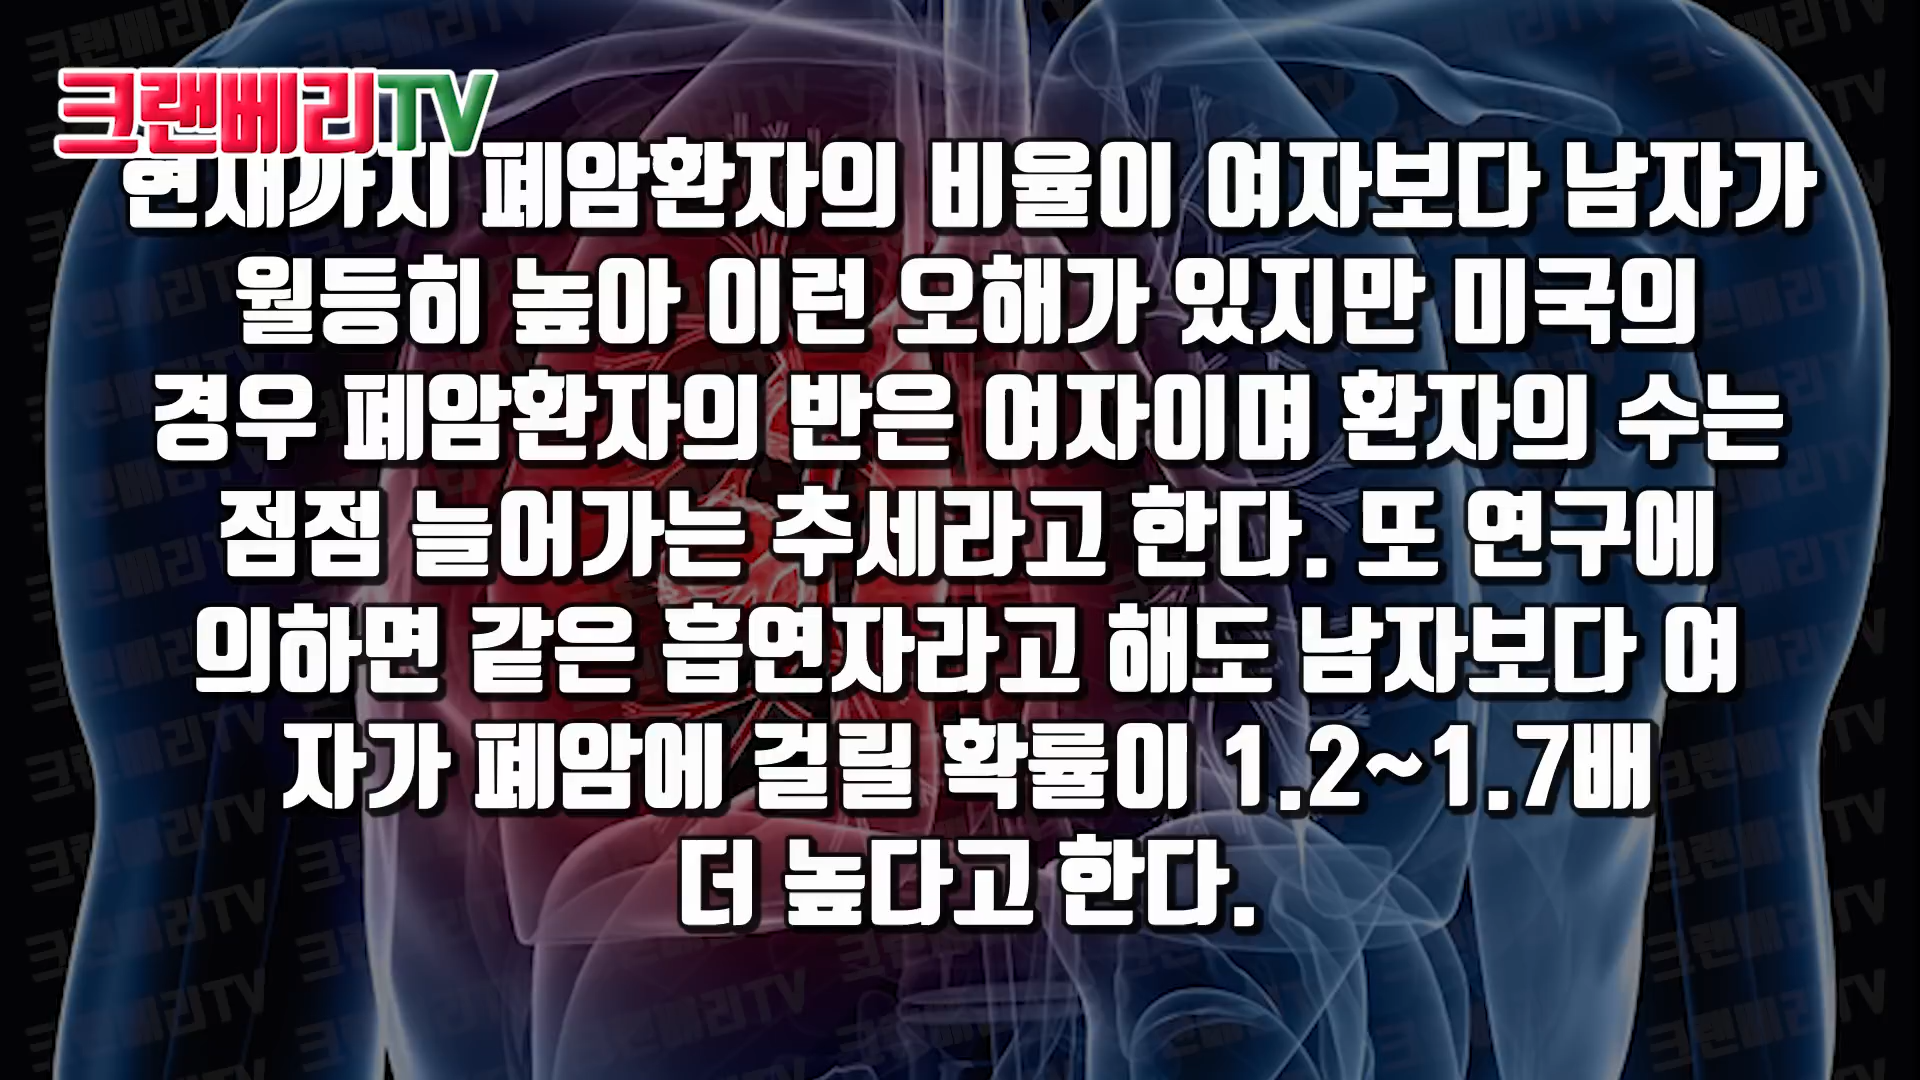 크랜베리TV
현재까지 폐암환자의 비율이 여자보다 남자가
월등히 높아 이런 오해가 있지만 미국의
경우 폐암환자의 반은 여자이며 환자의 수는
점점 늘어가는 추세라고 한다. 또 연구에
의하면 같은 흡연자라고 해도 남자보다 여
자가 폐암에 걸릴 확률이 1.2~1.7배
더 높다고 한다.